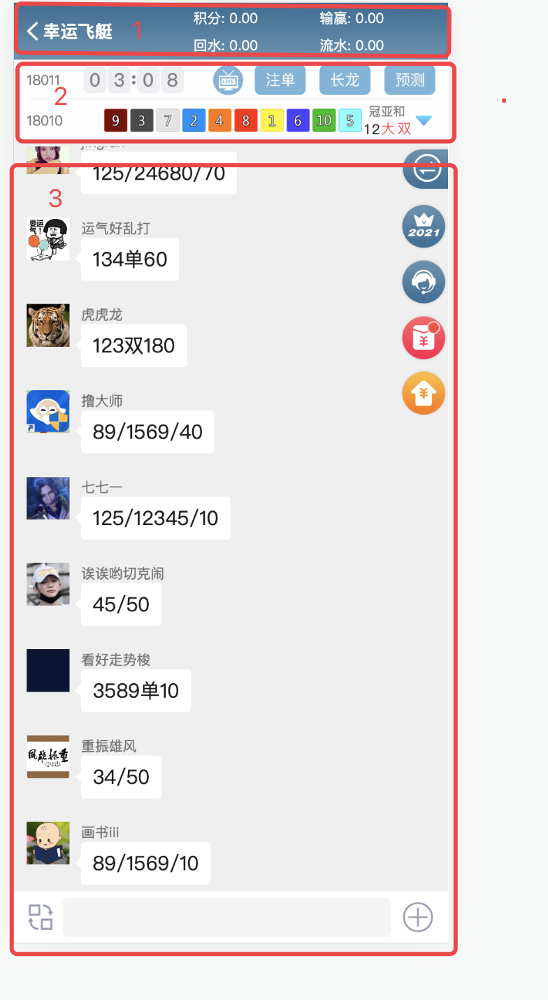 幸运飞艇 1 积分: 0.00 输赢: 0.00
回水: 0.00 流水: 0.00
18011 03:08 LIVE 注单 长龙 预测
2
18010 9 3 7 2 4 8 1 6 10 5 冠亚和
12大 双
125/24680/70
3
要运气!
运气好乱打
134单60
2021
虎虎龙
123双180
撸大师
89/1569/40
七七一
125/12345/10
诶诶哟切克闹
45/50
看好走势梭
3589单10
重振雄风
34/50
画书iii
89/1569/10